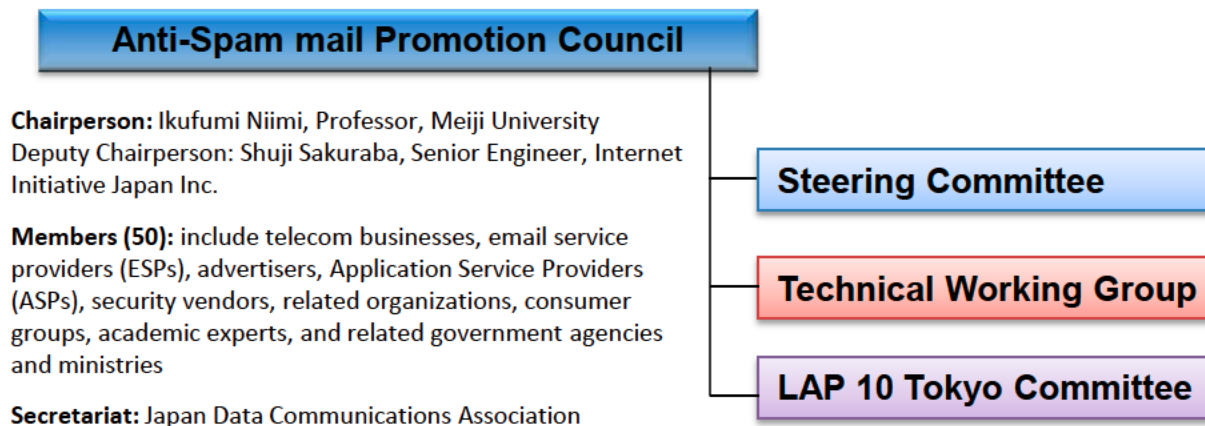 Anti-Spam mail Promotion Council
Chairperson: Ikufumi Niimi, Professor, Meiji University
Deputy Chairperson: Shuji Sakuraba, Senior Engineer, Internet
Initiative Japan Inc.
Members (50): include telecom businesses, email service
providers (ESPs), advertisers, Application Service Providers
(ASPs), security vendors, related organizations, consumer
groups, academic experts, and related government agencies
and ministries
Secretariat: Japan Data Communications Association
Steering Committee
Technical Working Group
LAP 10 Tokyo Committee